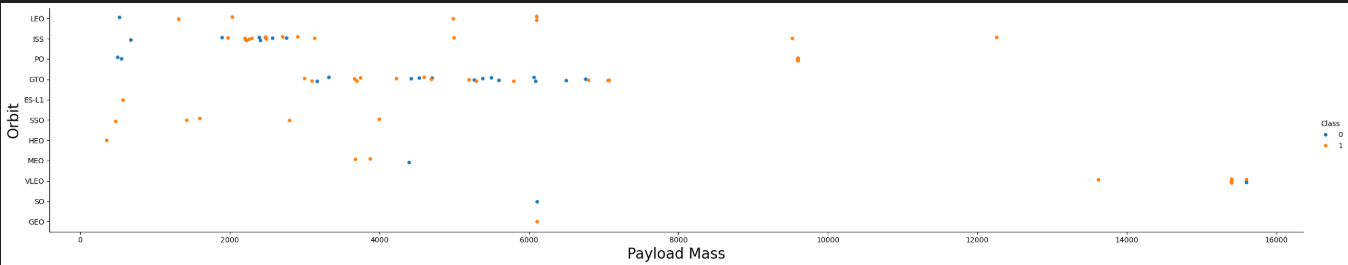 LEO
ISS
PO
GTO
ES-L1
SSO
HEO
MEO
VLEO
SO
GEO
Orbit
0 2000 4000 6000 8000 10000 12000 14000 16000
Payload Mass
Class
0
1